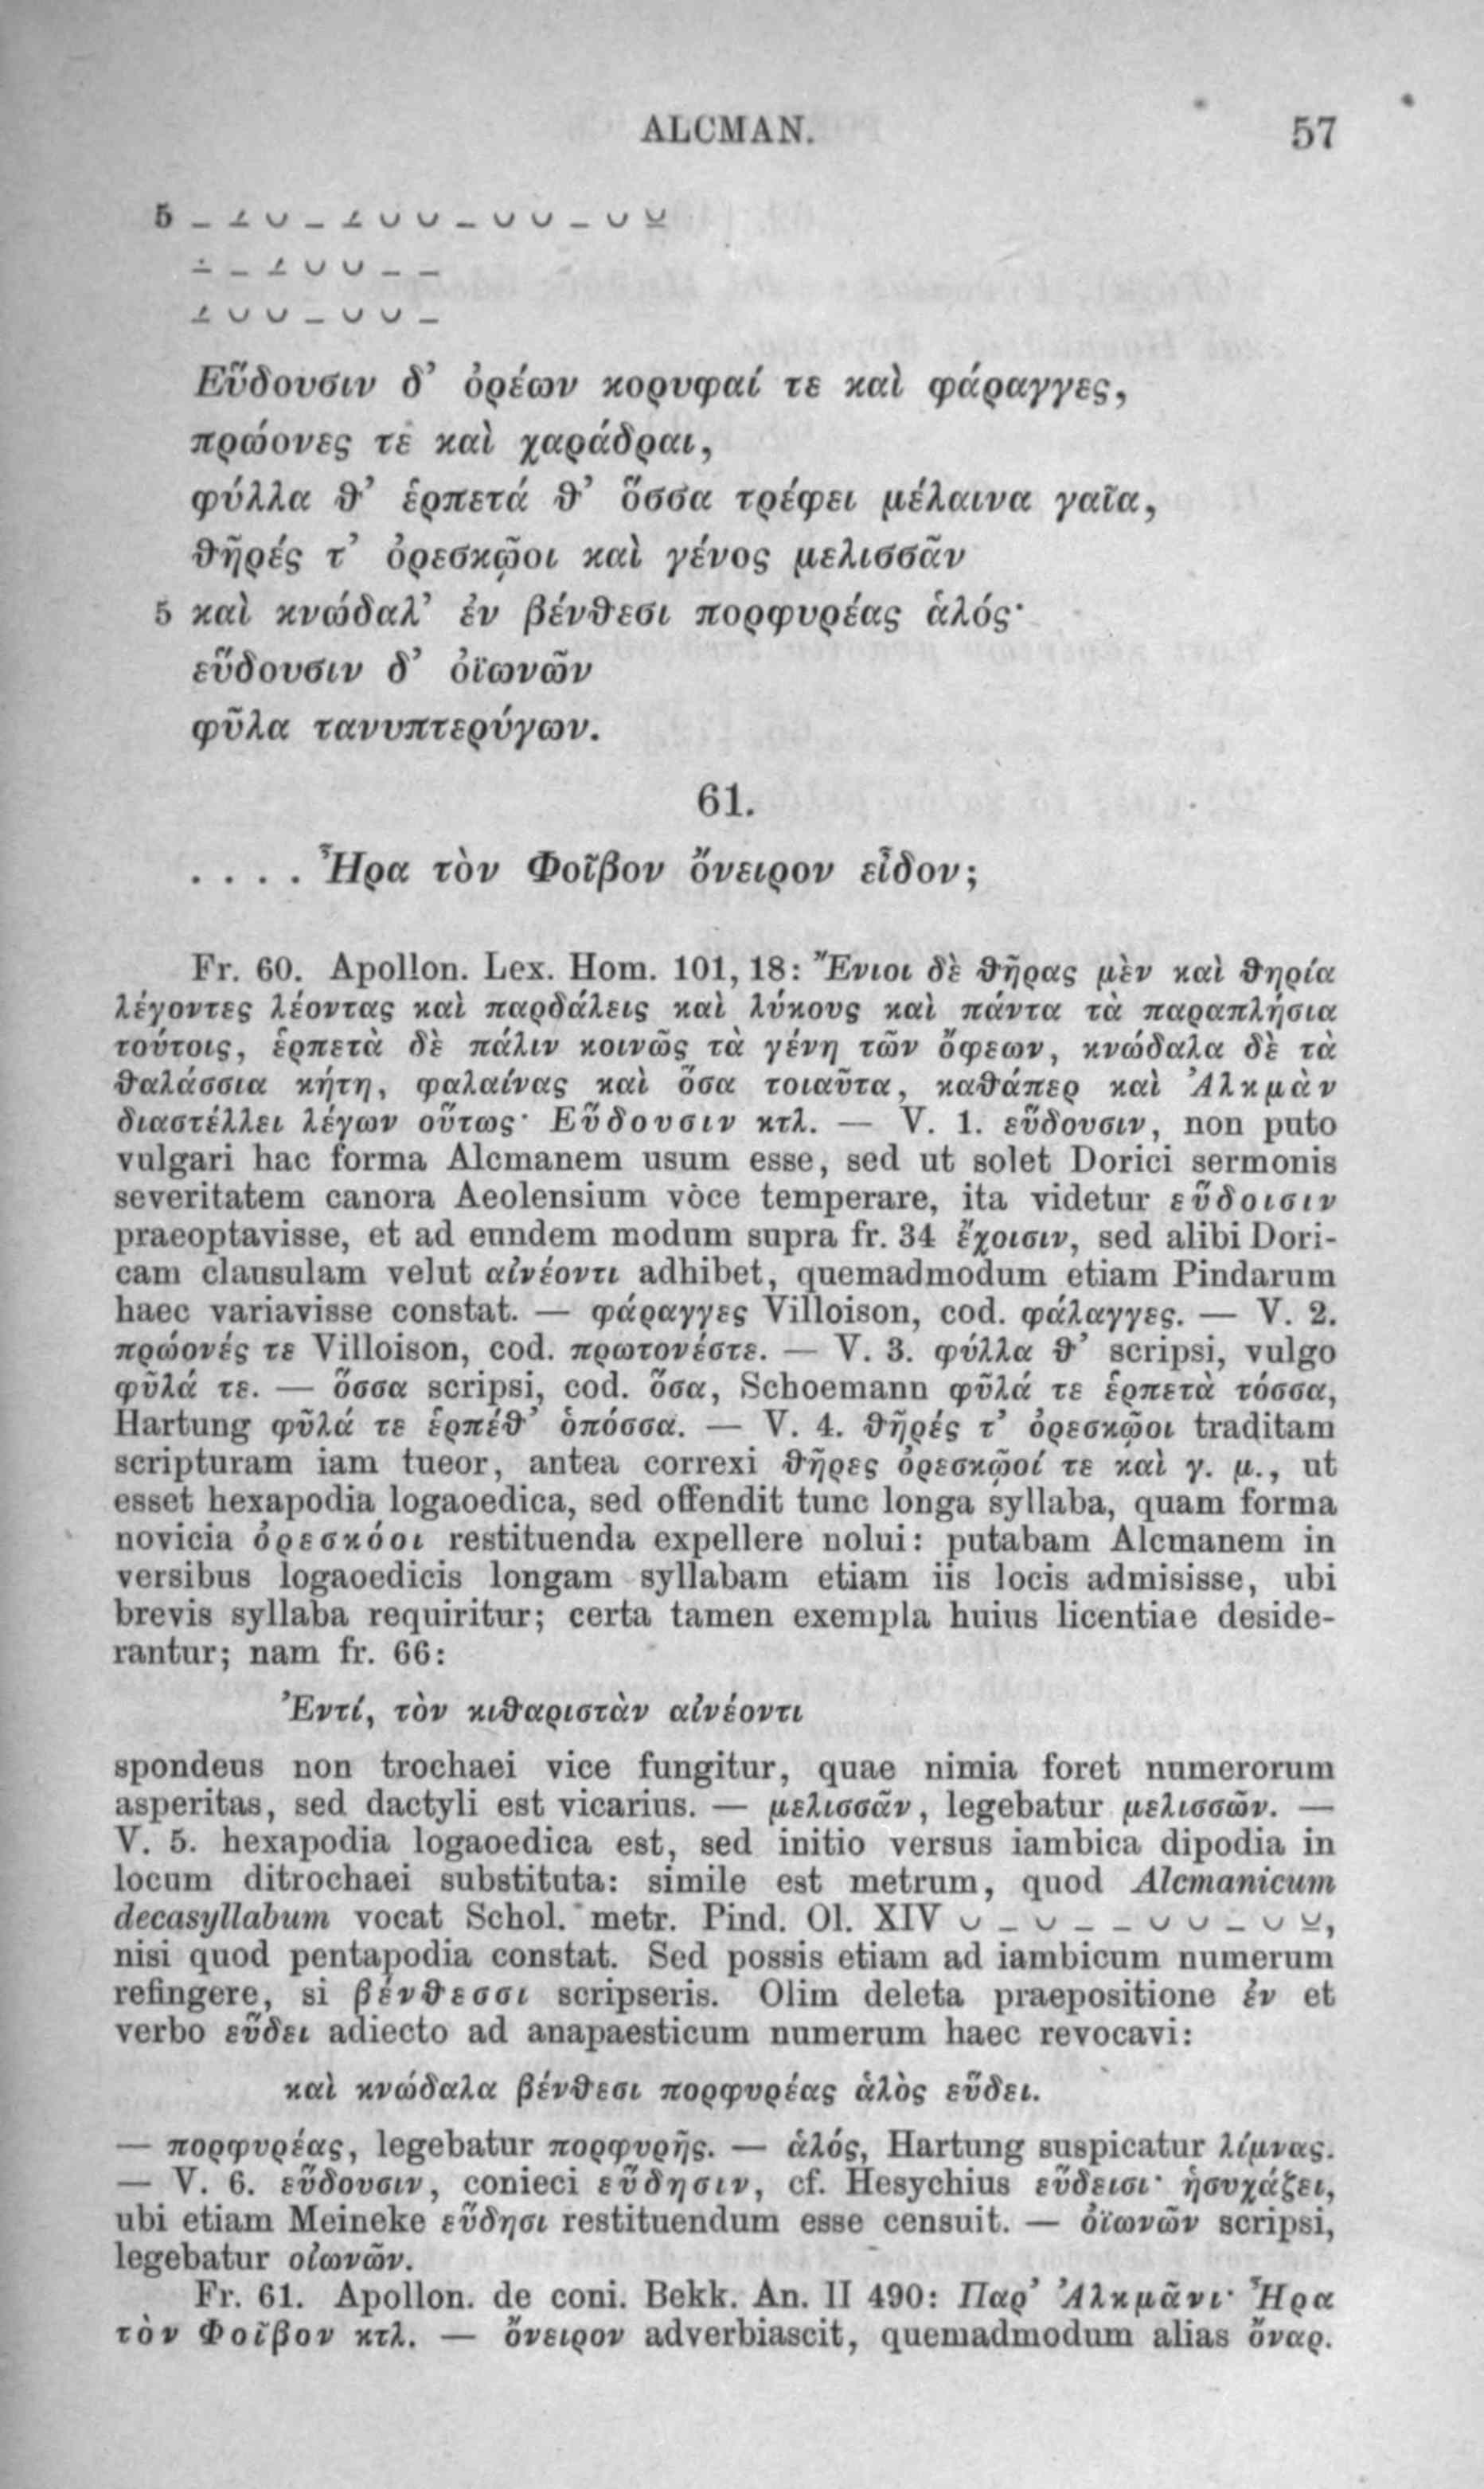 ALCMAN. 57
5 _ ⊥ ∪ _ ⊥ ∪ ∪ _ ∪ ∪ _ ∪ ⊻
∸ _ ⊥ ∪ ∪ _ _
⊥ ∪ ∪ _ ∪ ∪ _
Εὕδουσιν δ’ ὀρέων κορυφαί τε καὶ φάραγγες,
πρώονες τε καὶ χαράδραι,
φύλλα θ’ ἑρπετά θ’ ὅσσα τρέφει μέλαινα γαῖα,
θῆρές τ’ ὀρεσκῷοι καὶ γένος μελισσᾶν
5 καὶ κνώδαλ’ ἐν βένθεσι πορφυρέας ἁλός·
εὕδουσιν δ’ ὀϊωνῶν
φῦλα τανυπτερύγων.
61.
. . . . Ἦρα τὸν Φοῖβον ὄνειρον εἶδον;
Fr. 60. Apollon. Lex. Hom. 101, 18: Ἔνιοι δὲ θῆρας μὲν καὶ θηρία
λέγοντες λέοντας καὶ παρδάλεις καὶ λύκους καὶ πάντα τὰ παραπλήσια
τούτοις, ἑρπετὰ δὲ πάλιν κοινῶς τὰ γένη τῶν ὄφεων, κνώδαλα δὲ τὰ
θαλάσσια κήτη, φαλαίνας καὶ ὅσα τοιαῦτα, καθάπερ καὶ Ἀλκμὰν
διαστέλλει λέγων οὕτως· Εὕδουσιν κτλ. — V. 1. εὕδουσιν, non puto
vulgari hac forma Alcmanem usum esse, sed ut solet Dorici sermonis
severitatem canora Aeolensium voce temperare, ita videtur εὕδοισιν
praeoptavisse, et ad eundem modum supra fr. 34 ἔχοισιν, sed alibi Dori-
cam clausulam velut αἰνέοντι adhibet, quemadmodum etiam Pindarum
haec variavisse constat. — φάραγγες Villoison, cod. φάλαγγες. — V. 2.
πρώονές τε Villoison, cod. πρωτονέστε. — V. 3. φύλλα θ’ scripsi, vulgo
φῦλά τε. — ὅσσα scripsi, cod. ὅσα, Schoemann φῦλά τε ἑρπετὰ τόσσα,
Hartung φῦλά τε ἑρπέθ’ ὁπόσσα. — V. 4. θῆρές τ’ ὀρεσκῷοι traditam
scripturam iam tueor, antea correxi θῆρες ὀρεσκῷοί τε καὶ γ. μ., ut
esset hexapodia logaoedica, sed offendit tunc longa syllaba, quam forma
novicia ὀρεσκόοι restituenda expellere nolui: putabam Alcmanem in
versibus logaoedicis longam syllabam etiam iis locis admisisse, ubi
brevis syllaba requiritur; certa tamen exempla huius licentiae deside-
rantur; nam fr. 66:
Ἐντί, τὸν κιθαριστὰν αἰνέοντι
spondeus non trochaei vice fungitur, quae nimia foret numerorum
asperitas, sed dactyli est vicarius. — μελισσᾶν, legebatur μελισσῶν. —
V. 5. hexapodia logaoedica est, sed initio versus iambica dipodia in
locum ditrochaei substituta: simile est metrum, quod Alcmanicum
decasyllabum vocat Schol. metr. Pind. Ol. XIV ∪ _ ∪ _ _ ∪ ∪ _ ∪ ⊻,
nisi quod pentapodia constat. Sed possis etiam ad iambicum numerum
refingere, si βένθεσσι scripseris. Olim deleta praepositione ἐν et
verbo εὕδει adiecto ad anapaesticum numerum haec revocavi:
καὶ κνώδαλα βένθεσι πορφυρέας ἁλὸς εὕδει.
— πορφυρέας, legebatur πορφυρῆς. — ἁλός, Hartung suspicatur λίμνας.
— V. 6. εὕδουσιν, conieci εὕδησιν, cf. Hesychius εὕδεισι· ἡσυχάζει,
ubi etiam Meineke εὕδησι restituendum esse censuit. — ὀϊωνῶν scripsi,
legebatur οἰωνῶν.
Fr. 61. Apollon. de coni. Bekk. An. II 490: Παρ’ Ἀλκμᾶνι· Ἦρα
τὸν Φοῖβον κτλ. — ὄνειρον adverbiascit, quemadmodum alias ὄναρ.